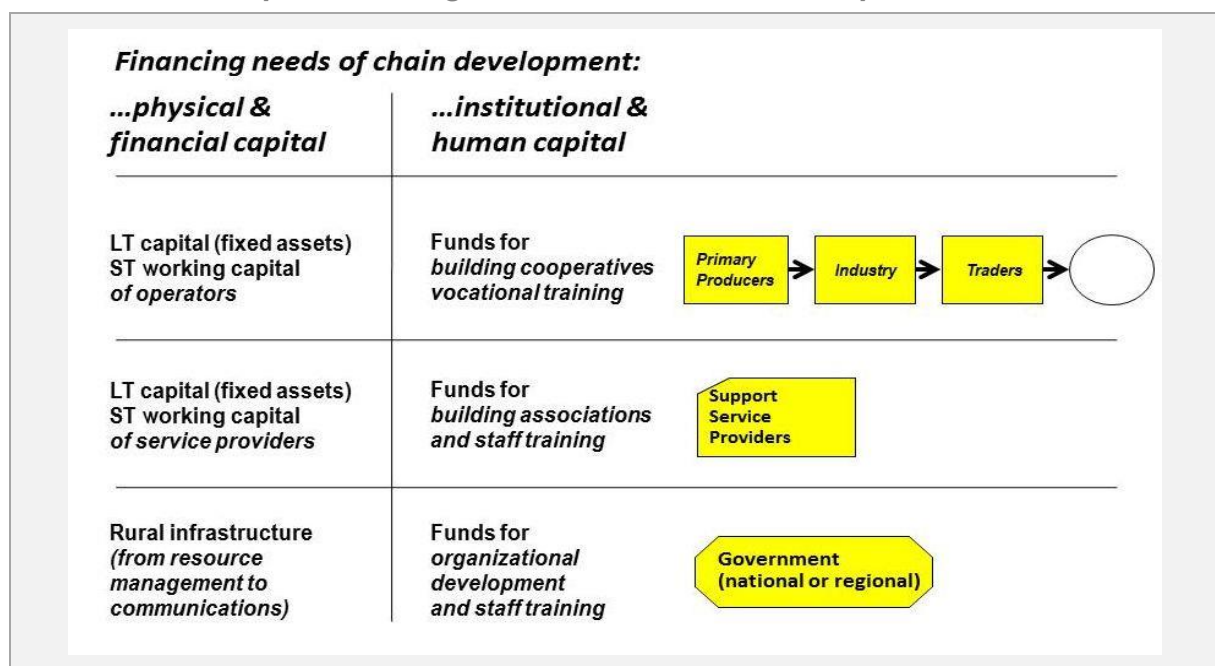 Financing needs of chain development:
...physical &
financial capital
...institutional &
human capital
LT capital (fixed assets)
ST working capital
of operators
Funds for
building cooperatives
vocational training
Primary
Producers
Industry
Traders
LT capital (fixed assets)
ST working capital
of service providers
Funds for
building associations
and staff training
Support
Service
Providers
Rural infrastructure
(from resource
management to
communications)
Funds for
organizational
development
and staff training
Government
(national or regional)